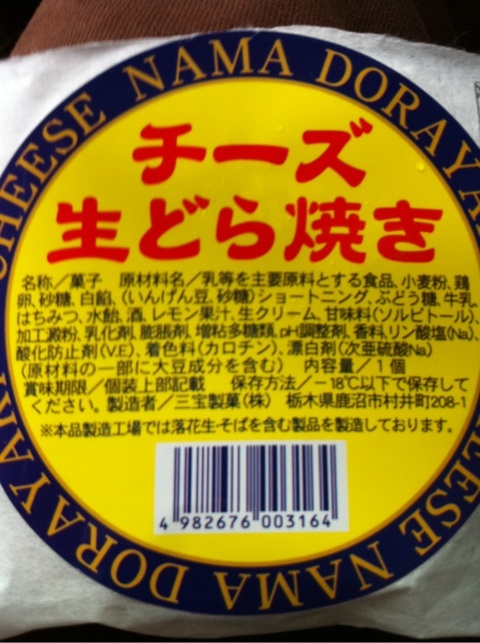 CHEESE NAMA DORAYAKI
チーズ
生どら焼き
名称／菓子 原材料名／乳等を主要原料とする食品、小麦粉、鶏
卵、砂糖、白餡、(いんげん豆、砂糖)ショートニング、ぶどう糖、牛乳、
はちみつ、水飴、酒、レモン果汁、生クリーム、甘味料(ソルビトール)、
加工澱粉、乳化剤、膨脹剤、増粘多糖類、pH調整剤、香料、リン酸塩(Na)、
酸化防止剤(V.E)、着色料(カロチン)、漂白剤(次亜硫酸Na)
(原材料の一部に大豆成分を含む) 内容量／1個
賞味期限／個装上部記載 保存方法／−18℃以下で保存して
ください。製造者／三宝製菓(株) 栃木県鹿沼市村井町208-1
※本品製造工場では落花生そばを含む製品を製造しております。
4 982676 003164
CHEESE NAMA DORAYAKI